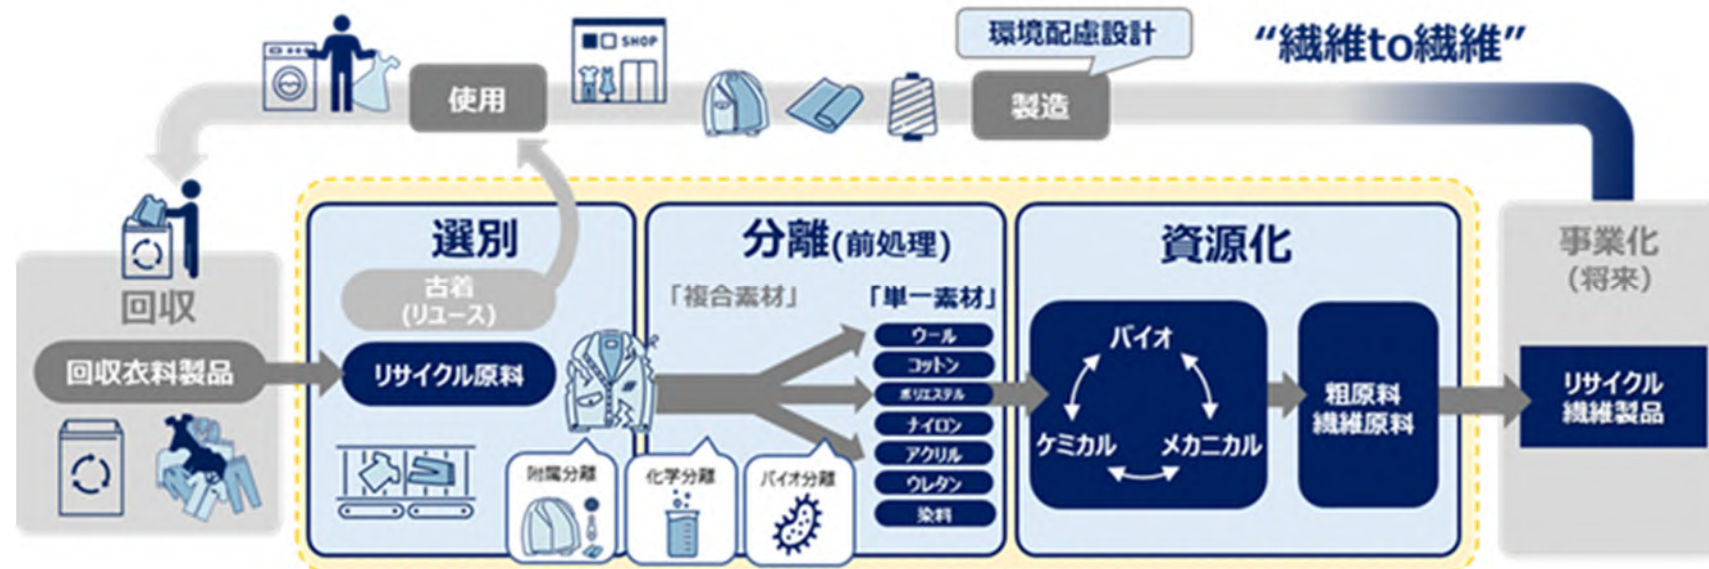 環境配慮設計
“繊維to繊維”
SHOP
使用
製造
回収
回収衣料製品
選別
古着
(リユース)
リサイクル原料
分離(前処理)
「複合素材」
「単一素材」
ウール
コットン
ポリエステル
ナイロン
アクリル
ウレタン
染料
附属分離
化学分離
バイオ分離
資源化
バイオ
ケミカル
メカニカル
粗原料
繊維原料
事業化
(将来)
リサイクル
繊維製品